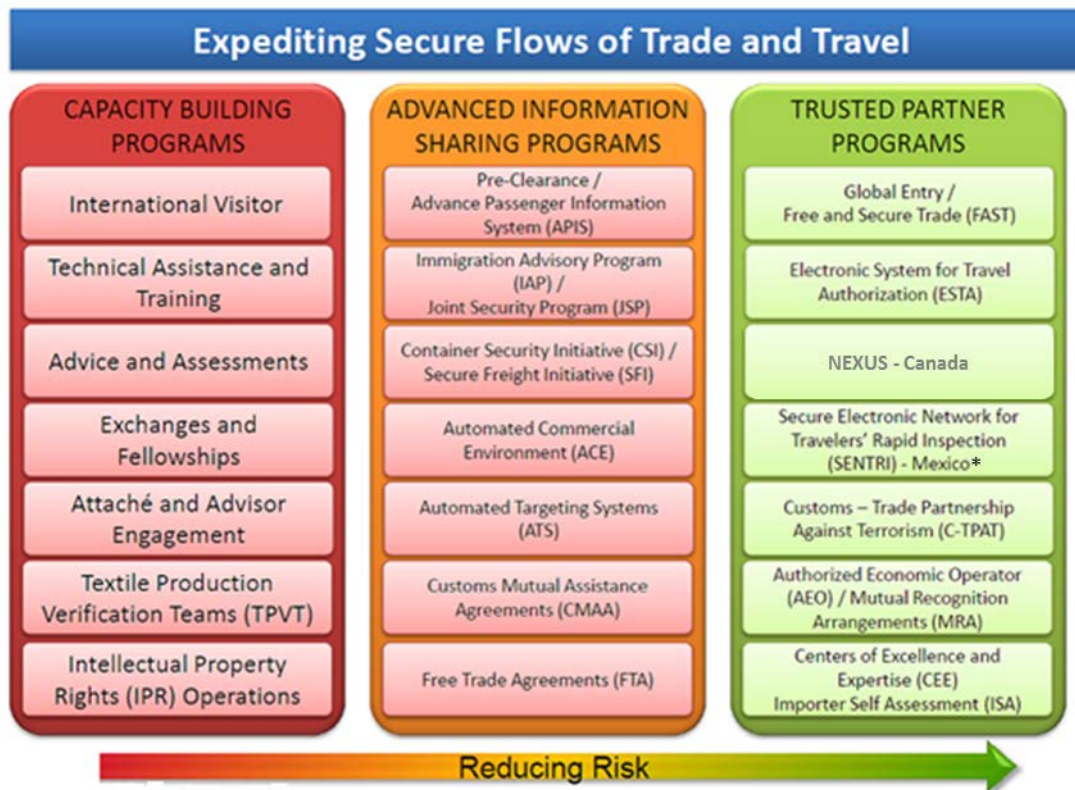 Expediting Secure Flows of Trade and Travel
CAPACITY BUILDING
PROGRAMS
International Visitor
Technical Assistance and
Training
Advice and Assessments
Exchanges and
Fellowships
Attaché and Advisor
Engagement
Textile Production
Verification Teams (TPVT)
Intellectual Property
Rights (IPR) Operations
ADVANCED INFORMATION
SHARING PROGRAMS
Pre-Clearance /
Advance Passenger Information
System (APIS)
Immigration Advisory Program
(IAP) /
Joint Security Program (JSP)
Container Security Initiative (CSI) /
Secure Freight Initiative (SFI)
Automated Commercial
Environment (ACE)
Automated Targeting Systems
(ATS)
Customs Mutual Assistance
Agreements (CMAA)
Free Trade Agreements (FTA)
TRUSTED PARTNER
PROGRAMS
Global Entry /
Free and Secure Trade (FAST)
Electronic System for Travel
Authorization (ESTA)
NEXUS - Canada
Secure Electronic Network for
Travelers' Rapid Inspection
(SENTRI) - Mexico*
Customs – Trade Partnership
Against Terrorism (C-TPAT)
Authorized Economic Operator
(AEO) / Mutual Recognition
Arrangements (MRA)
Centers of Excellence and
Expertise (CEE)
Importer Self Assessment (ISA)
Reducing Risk